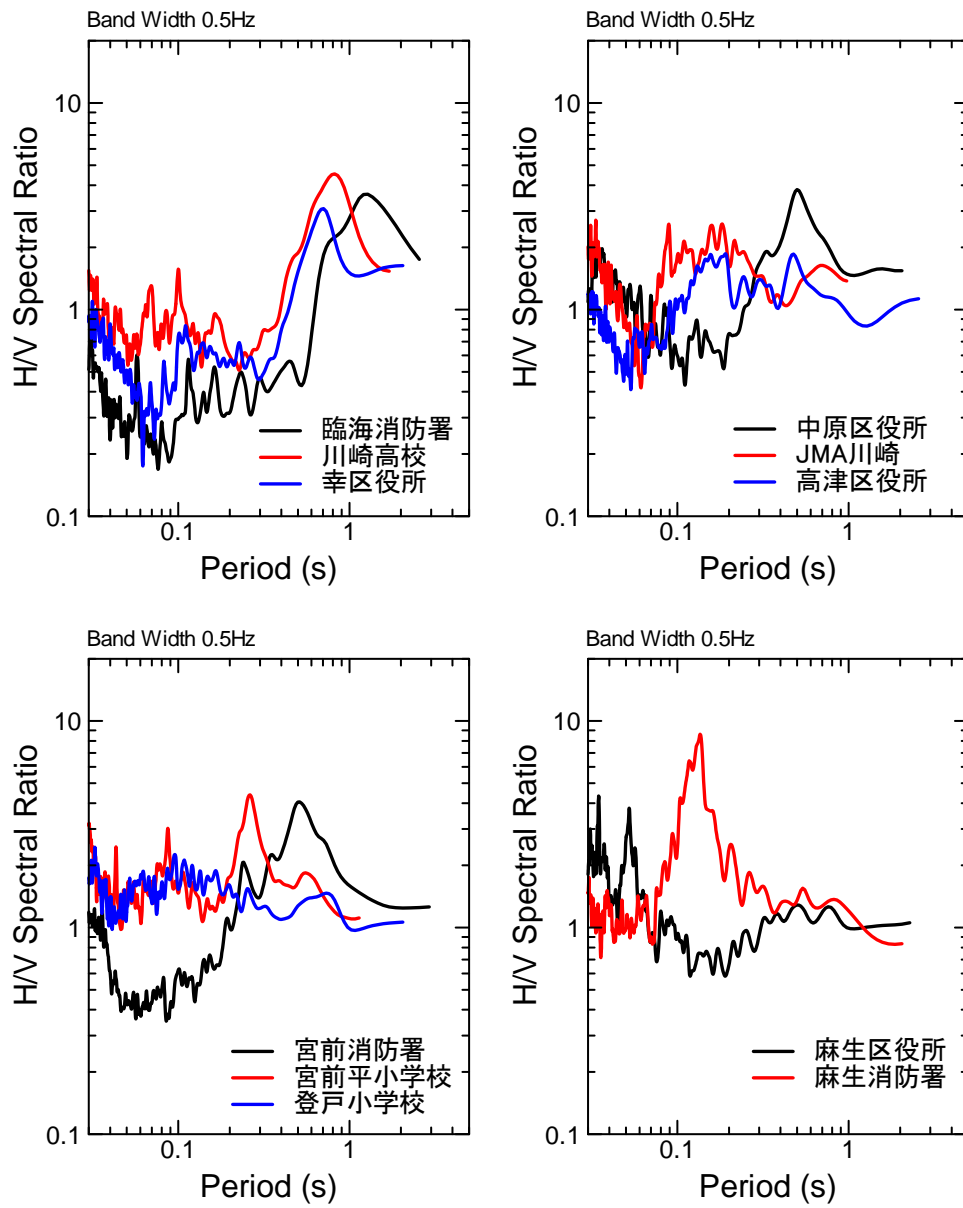 Band Width 0.5Hz
H/V Spectral Ratio
10
1
0.1
臨海消防署
川崎高校
幸区役所
0.1
1
Period (s)
Band Width 0.5Hz
H/V Spectral Ratio
10
1
0.1
中原区役所
JMA川崎
高津区役所
0.1
1
Period (s)
Band Width 0.5Hz
H/V Spectral Ratio
10
1
0.1
宮前消防署
宮前平小学校
登戸小学校
0.1
1
Period (s)
Band Width 0.5Hz
H/V Spectral Ratio
10
1
0.1
麻生区役所
麻生消防署
0.1
1
Period (s)